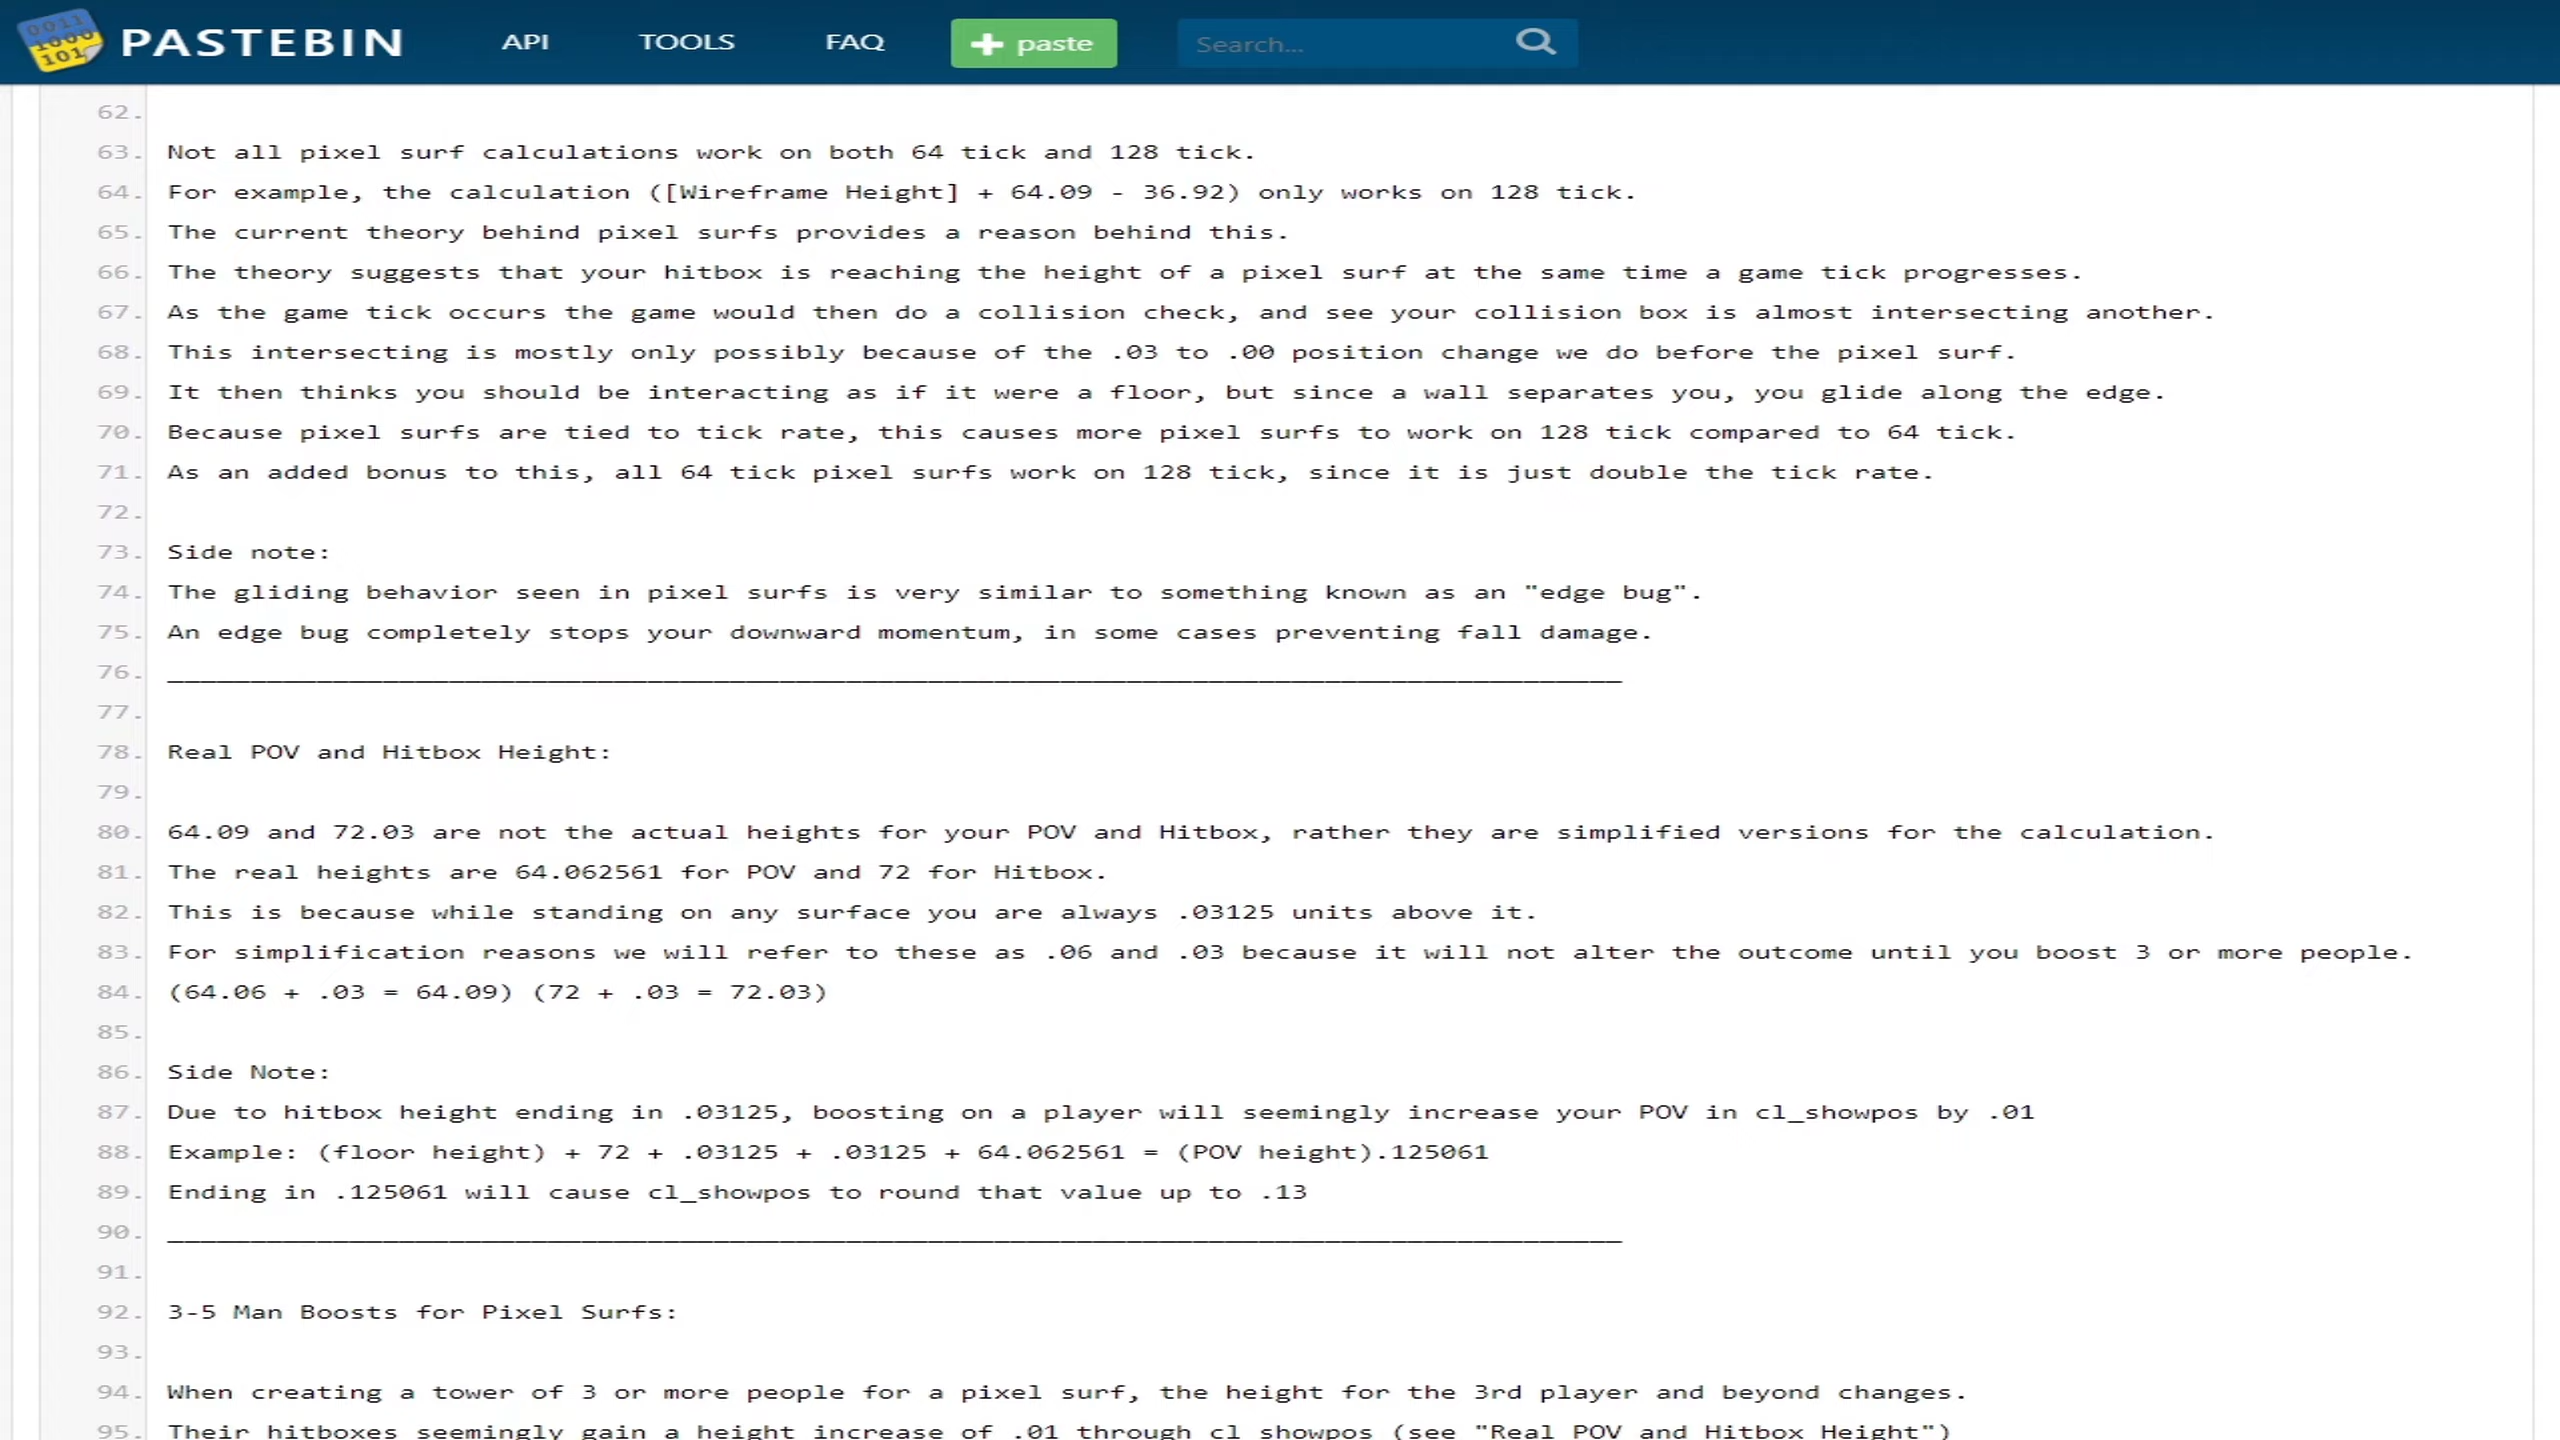 0011
1000
101
PASTEBIN API TOOLS FAQ + paste Search...
62.
63. Not all pixel surf calculations work on both 64 tick and 128 tick.
64. For example, the calculation ([Wireframe Height] + 64.09 - 36.92) only works on 128 tick.
65. The current theory behind pixel surfs provides a reason behind this.
66. The theory suggests that your hitbox is reaching the height of a pixel surf at the same time a game tick progresses.
67. As the game tick occurs the game would then do a collision check, and see your collision box is almost intersecting another.
68. This intersecting is mostly only possibly because of the .03 to .00 position change we do before the pixel surf.
69. It then thinks you should be interacting as if it were a floor, but since a wall separates you, you glide along the edge.
70. Because pixel surfs are tied to tick rate, this causes more pixel surfs to work on 128 tick compared to 64 tick.
71. As an added bonus to this, all 64 tick pixel surfs work on 128 tick, since it is just double the tick rate.
72.
73. Side note:
74. The gliding behavior seen in pixel surfs is very similar to something known as an "edge bug".
75. An edge bug completely stops your downward momentum, in some cases preventing fall damage.
76. ________________________________________________________________________________________
77.
78. Real POV and Hitbox Height:
79.
80. 64.09 and 72.03 are not the actual heights for your POV and Hitbox, rather they are simplified versions for the calculation.
81. The real heights are 64.062561 for POV and 72 for Hitbox.
82. This is because while standing on any surface you are always .03125 units above it.
83. For simplification reasons we will refer to these as .06 and .03 because it will not alter the outcome until you boost 3 or more people.
84. (64.06 + .03 = 64.09) (72 + .03 = 72.03)
85.
86. Side Note:
87. Due to hitbox height ending in .03125, boosting on a player will seemingly increase your POV in cl_showpos by .01
88. Example: (floor height) + 72 + .03125 + .03125 + 64.062561 = (POV height).125061
89. Ending in .125061 will cause cl_showpos to round that value up to .13
90. ________________________________________________________________________________________
91.
92. 3-5 Man Boosts for Pixel Surfs:
93.
94. When creating a tower of 3 or more people for a pixel surf, the height for the 3rd player and beyond changes.
95. Their hitboxes seemingly gain a height increase of .01 through cl_showpos (see "Real POV and Hitbox Height")